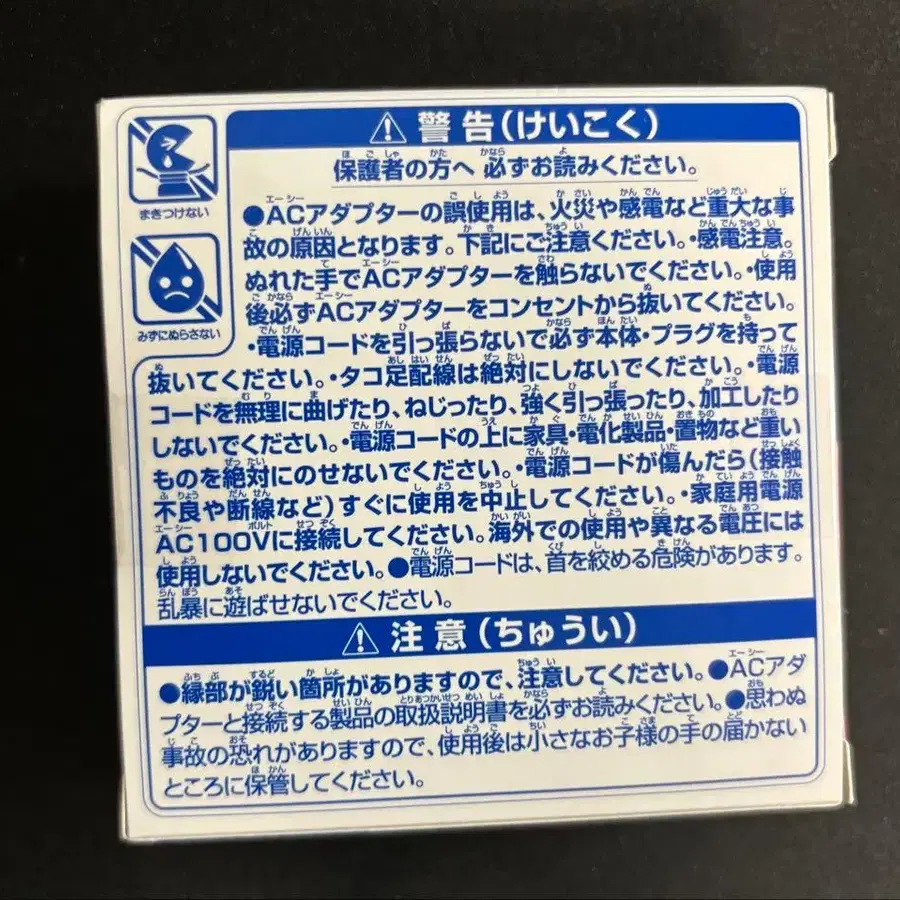 ⚠警告(けいこく)
保護者の方へ 必ずお読みください。
まきつけない
みずにぬらさない
●ACアダプターの誤使用は、火災や感電など重大な事
故の原因となります。下記にご注意ください。・感電注意。
ぬれた手でACアダプターを触らないでください。・使用
後必ずACアダプターをコンセントから抜いてください。
・電源コードを引っ張らないで必ず本体・プラグを持って
抜いてください。・タコ足配線は絶対にしないでください。・電源
コードを無理に曲げたり、ねじったり、強く引っ張ったり、加工したり
しないでください。・電源コードの上に家具・電化製品・置物など重い
ものを絶対にのせないでください。・電源コードが傷んだら(接触
不良や断線など)すぐに使用を中止してください。・家庭用電源
AC100Vに接続してください。海外での使用や異なる電圧には
使用しないでください。●電源コードは、首を絞める危険があります。
乱暴に遊ばせないでください。
⚠注意(ちゅうい)
●縁部が鋭い箇所がありますので、注意してください。●ACアダ
プターと接続する製品の取扱説明書を必ずお読みください。●思わぬ
事故の恐れがありますので、使用後は小さなお子様の手の届かない
ところに保管してください。